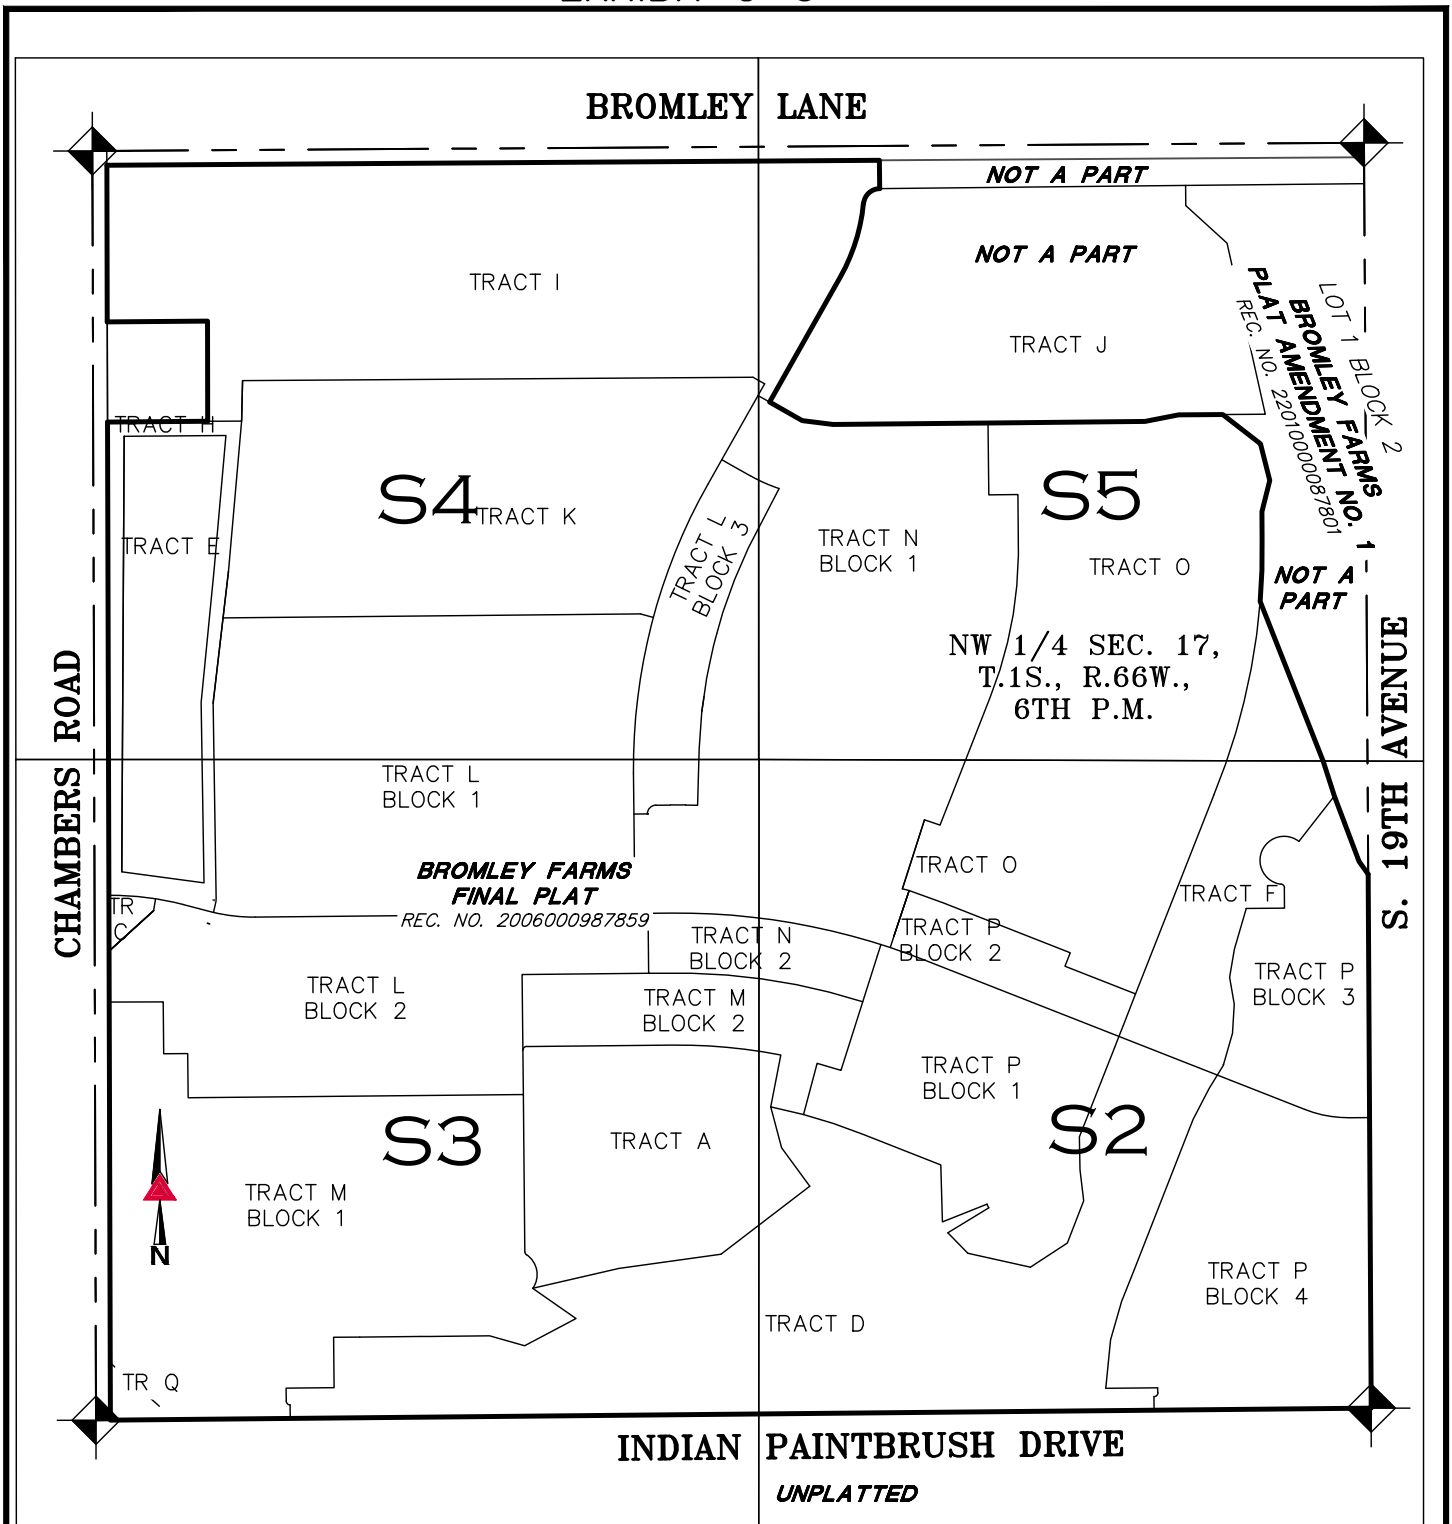 BROMLEY LANE
NOT A PART
NOT A PART
TRACT I
TRACT J
LOT 1 BLOCK 2
BROMLEY FARMS
PLAT AMENDMENT NO. 1
REC. NO. 2201000087801
TRACT H
S4
TRACT K
S5
TRACT E
TRACT L
BLOCK 3
TRACT N
BLOCK 1
TRACT O
NOT A
PART
NW 1/4 SEC. 17,
T.1S., R.66W.,
6TH P.M.
CHAMBERS ROAD
S. 19TH AVENUE
TRACT L
BLOCK 1
BROMLEY FARMS
FINAL PLAT
REC. NO. 2006000987859
TRACT O
TRACT F
TR
C
TRACT N
BLOCK 2
TRACT P
BLOCK 2
TRACT L
BLOCK 2
TRACT M
BLOCK 2
TRACT P
BLOCK 3
TRACT P
BLOCK 1
S3
TRACT A
S2
TRACT M
BLOCK 1
N
TRACT P
BLOCK 4
TRACT D
TR Q
INDIAN PAINTBRUSH DRIVE
UNPLATTED